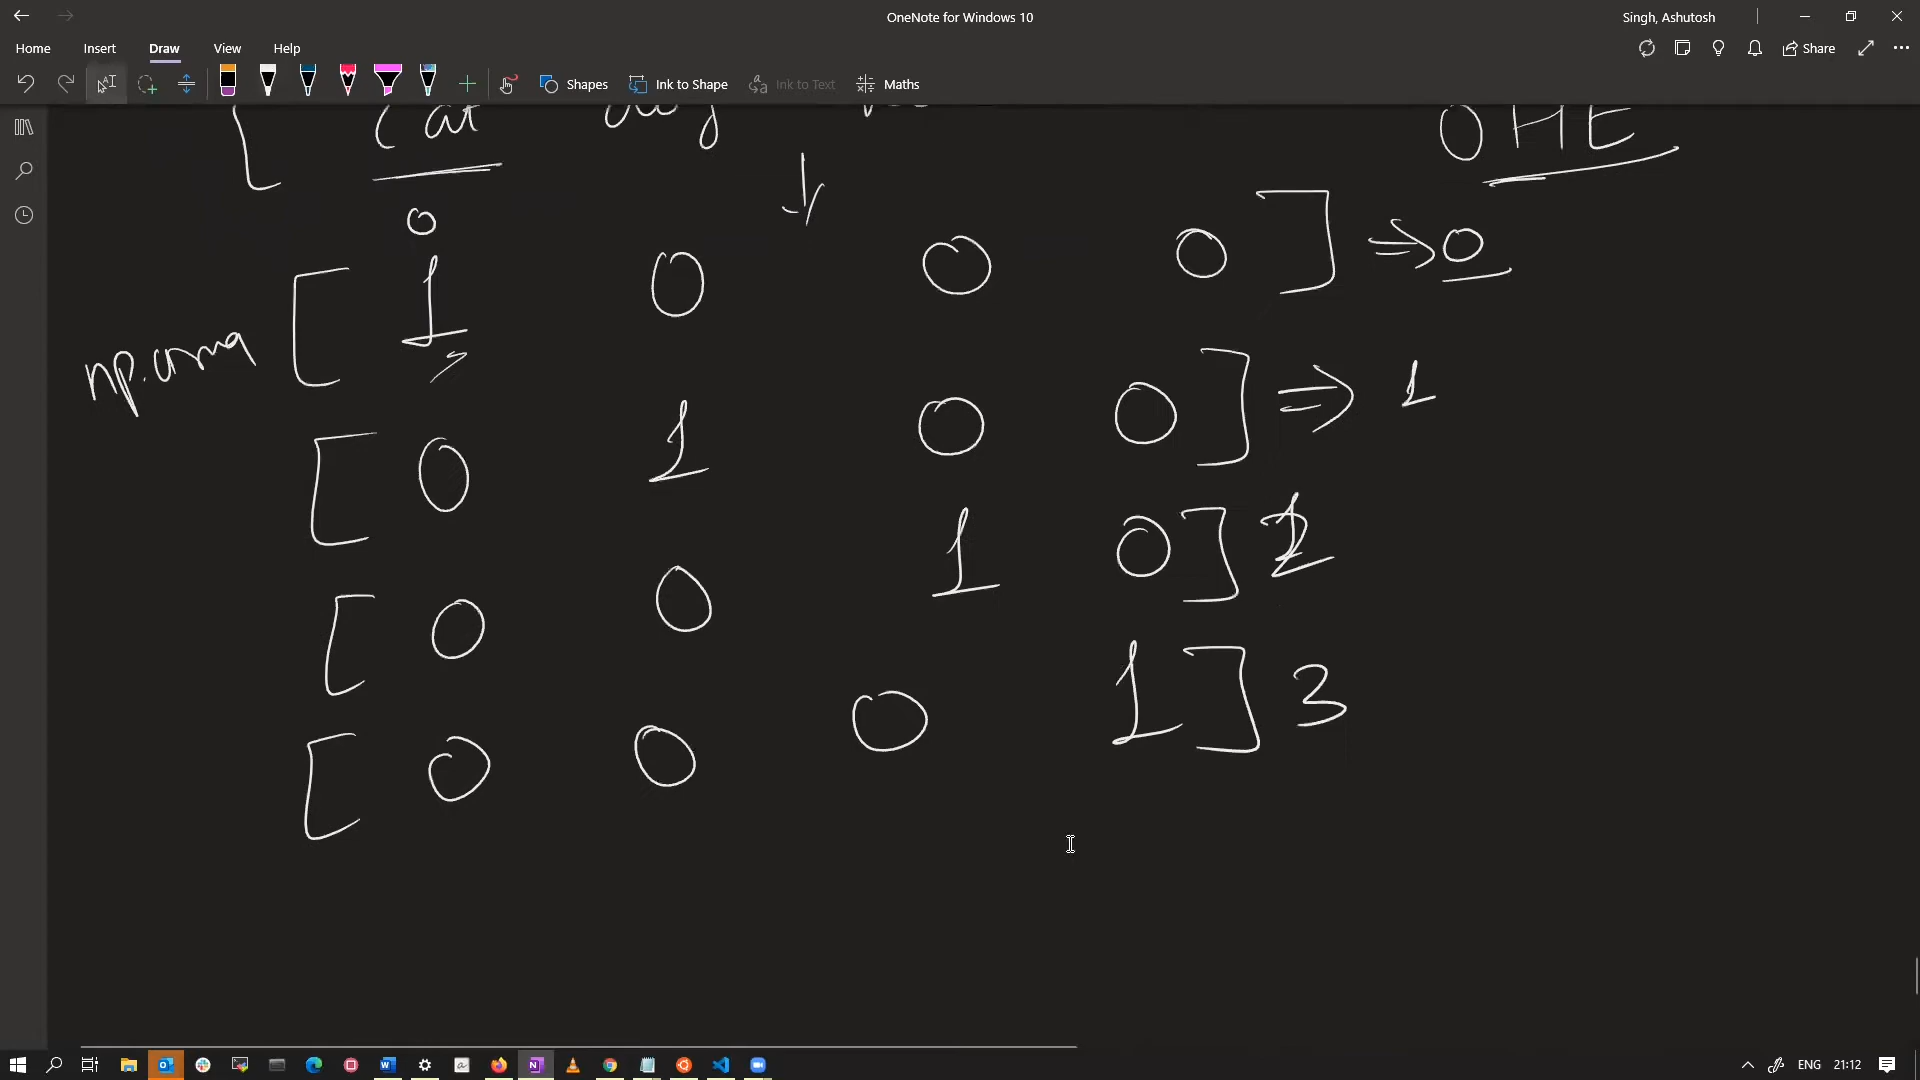 OneNote for Windows 10
Singh, Ashutosh
Home Insert Draw View Help
Share
Shapes Ink to Shape Ink to Text Maths
Cat dog
OHE
0
[ 1 0 0 0 ] ⇒ 0
[ 0 1 0 0 ] ⇒ 1
[ 0 0 1 0 ] 2
[ 0 0 0 1 ] 3
ENG 21:12